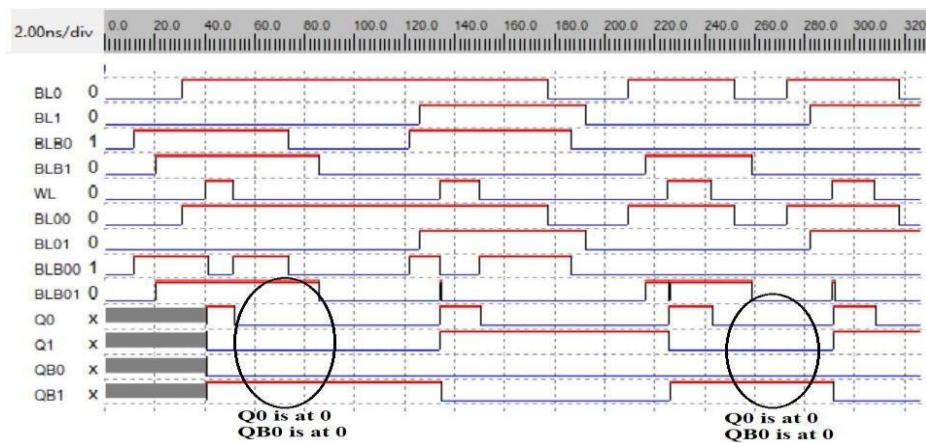 2.00ns/div 0.0 20.0 40.0 60.0 80.0 100.0 120.0 140.0 160.0 180.0 200.0 220.0 240.0 260.0 280.0 300.0 320
BL0 0
BL1 0
BLB0 1
BLB1 0
WL 0
BL00 0
BL01 0
BLB00 1
BLB01 0
Q0 x
Q1 x
QB0 x
QB1 x
Q0 is at 0 Q0 is at 0
QB0 is at 0 QB0 is at 0